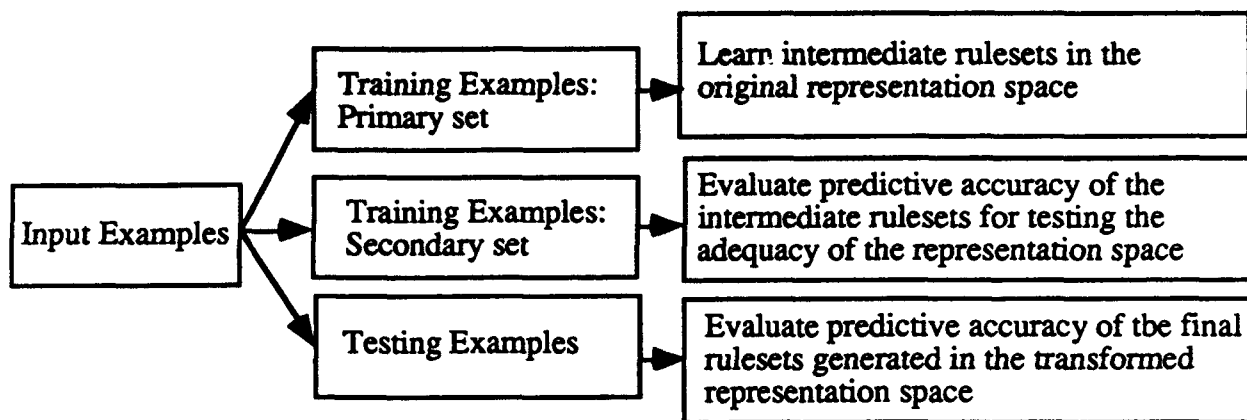 Input Examples
Training Examples:
Primary set
Learn intermediate rulesets in the
original representation space
Training Examples:
Secondary set
Evaluate predictive accuracy of the
intermediate rulesets for testing the
adequacy of the representation space
Testing Examples
Evaluate predictive accuracy of the final
rulesets generated in the transformed
representation space